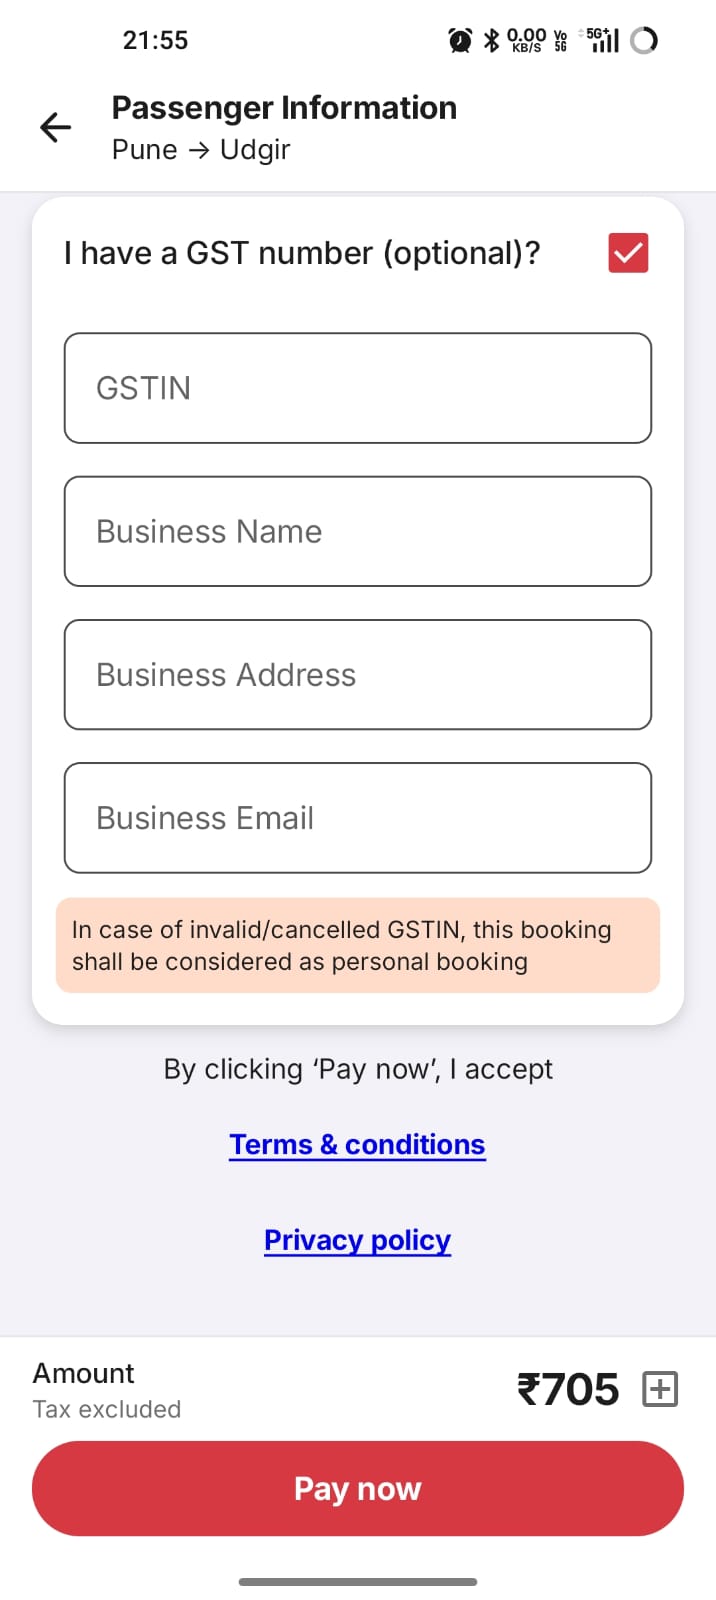 21:55
0.00 KB/S Vo 5G 5G+
Passenger Information
Pune → Udgir
I have a GST number (optional)?
GSTIN
Business Name
Business Address
Business Email
In case of invalid/cancelled GSTIN, this booking
shall be considered as personal booking
By clicking ‘Pay now’, I accept
Terms & conditions
Privacy policy
Amount
₹705
Tax excluded
Pay now